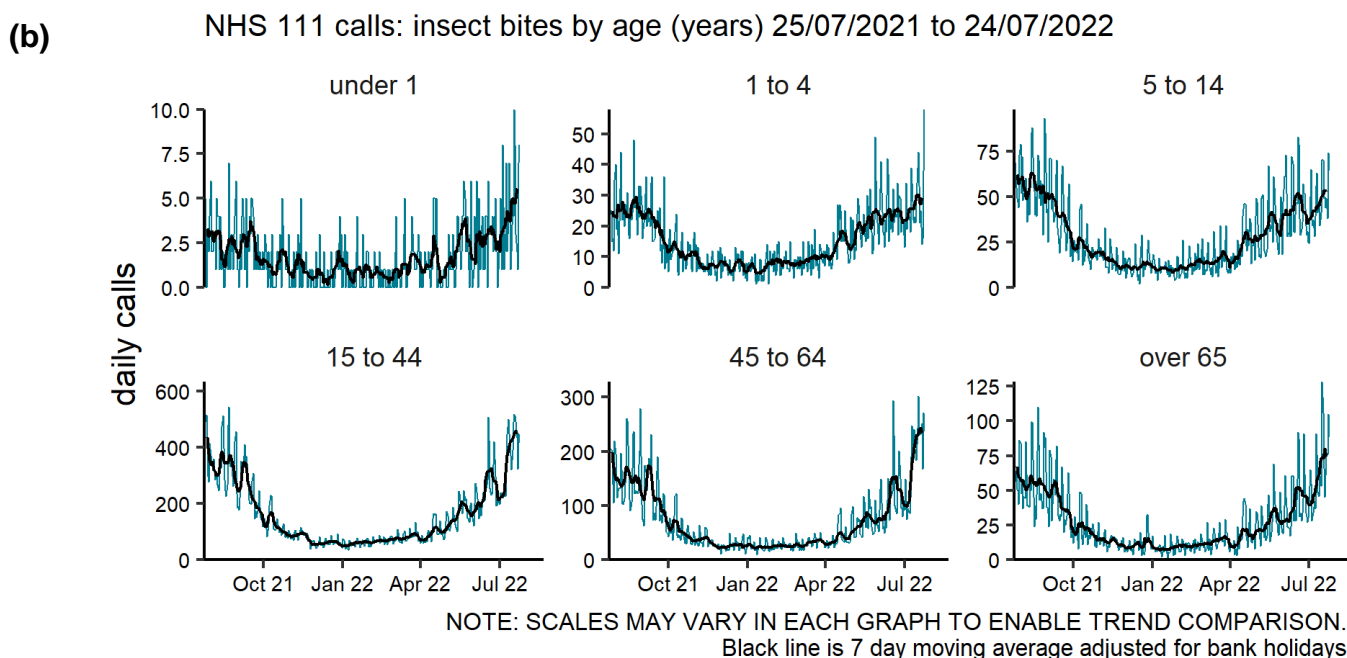 (b)
NHS 111 calls: insect bites by age (years) 25/07/2021 to 24/07/2022
daily calls
under 1
10.0
7.5
5.0
2.5
0.0
1 to 4
50
40
30
20
10
0
5 to 14
75
50
25
0
15 to 44
600
400
200
0
Oct 21 Jan 22 Apr 22 Jul 22
45 to 64
300
200
100
0
Oct 21 Jan 22 Apr 22 Jul 22
over 65
125
100
75
50
25
0
Oct 21 Jan 22 Apr 22 Jul 22
NOTE: SCALES MAY VARY IN EACH GRAPH TO ENABLE TREND COMPARISON.
Black line is 7 day moving average adjusted for bank holidays